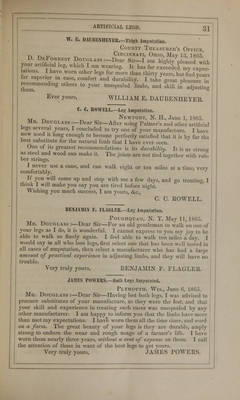 ARTIFICIAL LEGS. 31
W. E. DAUBENHEYER.—Thigh Amputation.
COUNTY TREASURER'S OFFICE,
CINCINNATI, OHIO, May 13, 1865.
D. DEFOREST DOUGLASS:—Dear Sir—I am highly pleased with
your artificial leg, which I am wearing. It has far exceeded my expec-
tations. I have worn other legs for more than thirty years, but find yours
far superior in ease, comfort and durability. I take great pleasure in
recommending others to your unequaled limbs, and skill in adjusting
them.
Ever yours, WILLIAM E. DAUBENHEYER.
C. C. ROWELL.—Leg Amputation.
NEWPORT, N. H., June 1, 1865.
MR. DOUGLASS:—Dear Sir—After using Palmer's and other artificial
legs several years, I concluded to try one of your manufacture. I have
now used it long enough to become perfectly satisfied that it is by far the
best substitute for the natural limb that I have ever seen.
One of its greatest recommendations is its durability. It is as strong
as steel and wood can make it. The joints are not tied together with rub-
ber strings.
I never use a cane, and can walk eight or ten miles at a time, very
comfortably.
If you will come up and stop with me a few days, and go trouting, I
think I will make you say you are tired before night.
Wishing you much success, I am yours, &c.,
C. C. ROWELL.
BENJAMIN F. FLAGLER.—Leg Amputation.
POUGHQUAG, N. Y. May 11, 1865.
MR. DOUGLASS:—Dear Sir—For an old gentleman to walk on one of
your legs as I do, it is wonderful. I cannot express to you my joy to be
able to walk so finely again. I feel able to walk ten miles a day. I
would say to all who lose legs, first select one that has been well tested in
all cases of amputation, then select a manufacturer who has had a large
amount of practical experience in adjusting limbs, and they will have no
trouble.
Very truly yours, BENJAMIN F. FLAGLER.
JAMES POWERS.—Both Legs Amputated.
PLYMOUTH, Wis., June 6, 1865.
MR. DOUGLASS:—Dear Sir—Having lost both legs, I was advised to
procure substitutes of your manufacture, as they were the best, and that
your skill and experience in treating such cases was unequaled by any
other manufacturer. I am happy to inform you that the limbs have more
than met my expectations. I have worn them all the time since, and work
on a farm. The great beauty of your legs is they are durable, amply
strong to endure the wear and rough usage of a farmer's life. I have
worn them nearly three years, without a cent of expense on them. I call
the attention of those in want of the best legs to get yours.
Very truly yours, JAMES POWERS.